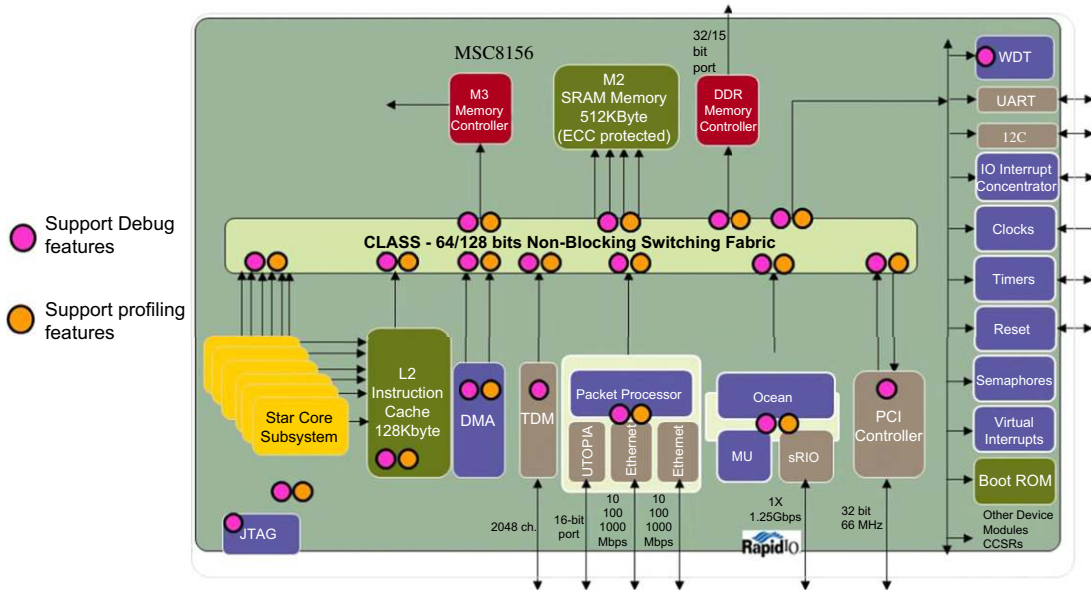 Support Debug
features
Support profiling
features
MSC8156
M3
Memory
Controller
M2
SRAM Memory
512KByte
(ECC protected)
32/15
bit
port
DDR
Memory
Controller
CLASS - 64/128 bits Non-Blocking Switching Fabric
Star Core
Subsystem
L2
Instruction
Cache
128Kbyte
DMA
TDM
Packet Processor
UTOPIA
Ethernet
Ethernet
Ocean
MU
sRIO
PCI
Controller
JTAG
2048 ch.
16-bit
port
10
100
1000
Mbps
10
100
1000
Mbps
1X
1.25Gbps
RapidIO
32 bit
66 MHz
WDT
UART
12C
IO Interrupt
Concentrator
Clocks
Timers
Reset
Semaphores
Virtual
Interrupts
Boot ROM
Other Device
Modules
CCSRs